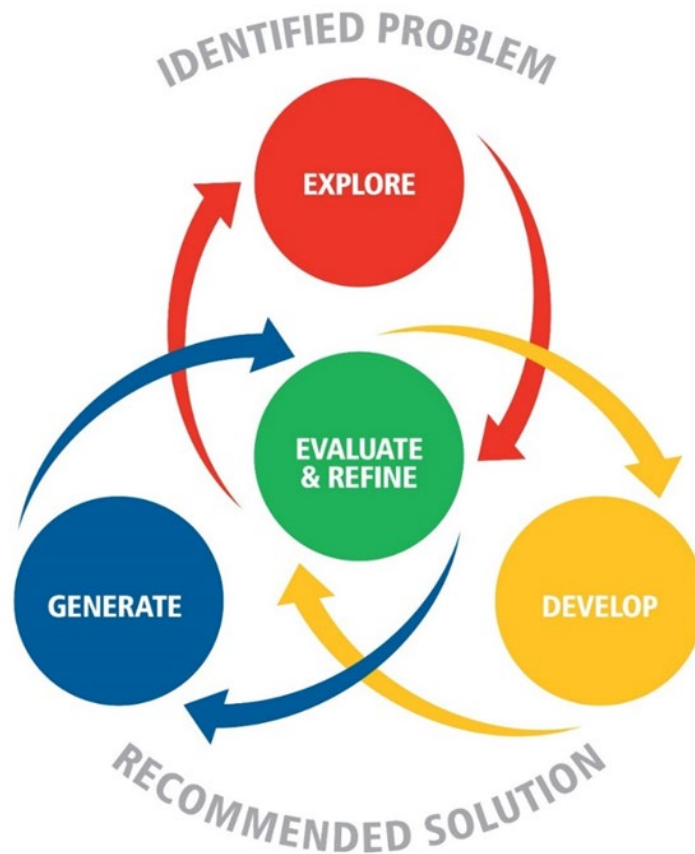 IDENTIFIED PROBLEM
EXPLORE
EVALUATE
& REFINE
GENERATE
DEVELOP
RECOMMENDED SOLUTION